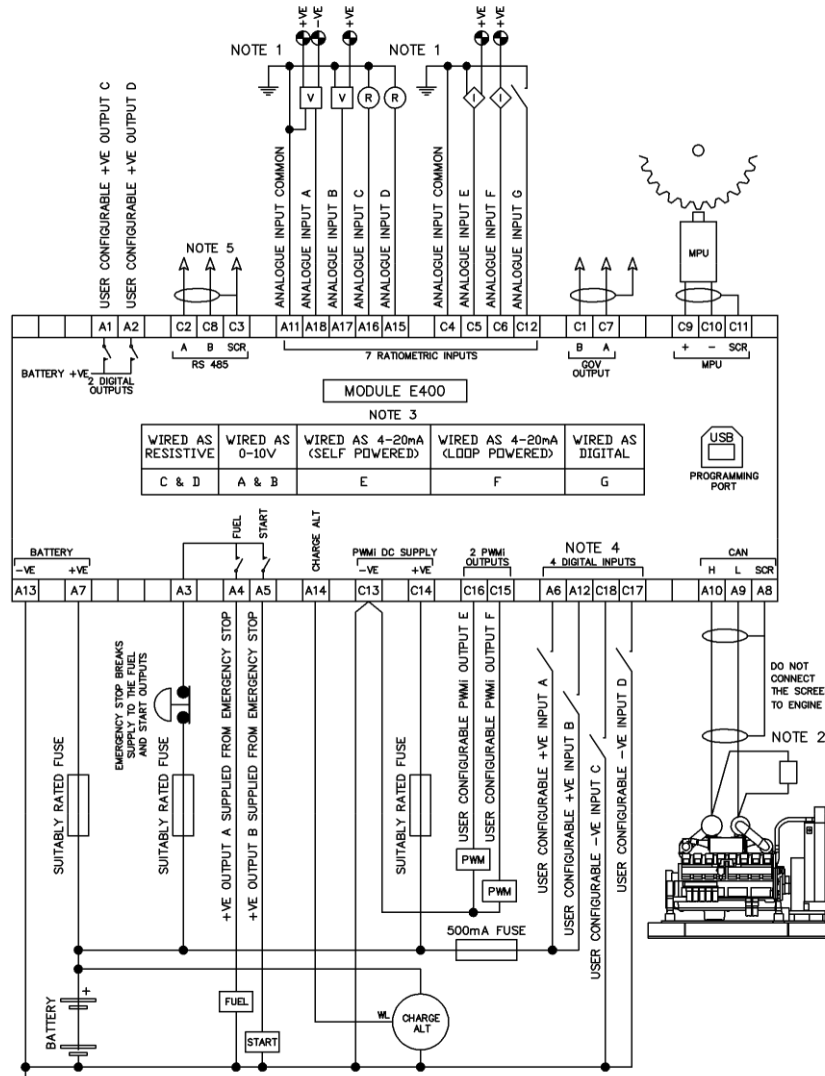 +VE
-VE
+VE
+VE
+VE
NOTE 1
NOTE 1
USER CONFIGURABLE +VE OUTPUT C
USER CONFIGURABLE +VE OUTPUT D
V
V
R
R
I
I
ANALOGUE INPUT COMMON
ANALOGUE INPUT A
ANALOGUE INPUT B
ANALOGUE INPUT C
ANALOGUE INPUT D
ANALOGUE INPUT COMMON
ANALOGUE INPUT E
ANALOGUE INPUT F
ANALOGUE INPUT G
NOTE 5
MPU
A1 A2 C2 C8 C3 A11 A18 A17 A16 A15 C4 C5 C6 C12 C1 C7 C9 C10 C11
A B SCR
RS 485
7 RATIOMETRIC INPUTS
B A
GOV
OUTPUT
+ - SCR
MPU
BATTERY +VE
2 DIGITAL
OUTPUTS
MODULE E400
NOTE 3
WIRED AS
RESISTIVE
WIRED AS
0-10V
WIRED AS 4-20mA
(SELF POWERED)
WIRED AS 4-20mA
(LOOP POWERED)
WIRED AS
DIGITAL
C & D
A & B
E
F
G
USB
PROGRAMMING
PORT
BATTERY
-VE +VE
FUEL
START
CHARGE ALT
PWMi DC SUPPLY
-VE +VE
2 PWMi
OUTPUTS
NOTE 4
4 DIGITAL INPUTS
CAN
H L SCR
A13 A7 A3 A4 A5 A14 C13 C14 C16 C15 A6 A12 C18 C17 A10 A9 A8
EMERGENCY STOP BREAKS
SUPPLY TO THE FUEL
AND START OUTPUTS
SUITABLY RATED FUSE
SUITABLY RATED FUSE
+VE OUTPUT A SUPPLIED FROM EMERGENCY STOP
+VE OUTPUT B SUPPLIED FROM EMERGENCY STOP
SUITABLY RATED FUSE
USER CONFIGURABLE PWMi OUTPUT E
USER CONFIGURABLE PWMi OUTPUT F
PWM
PWM
USER CONFIGURABLE +VE INPUT A
USER CONFIGURABLE +VE INPUT B
USER CONFIGURABLE -VE INPUT C
USER CONFIGURABLE -VE INPUT D
DO NOT
CONNECT
THE SCREE
TO ENGINE
NOTE 2
500mA FUSE
BATTERY
+
FUEL
START
WL
CHARGE
ALT